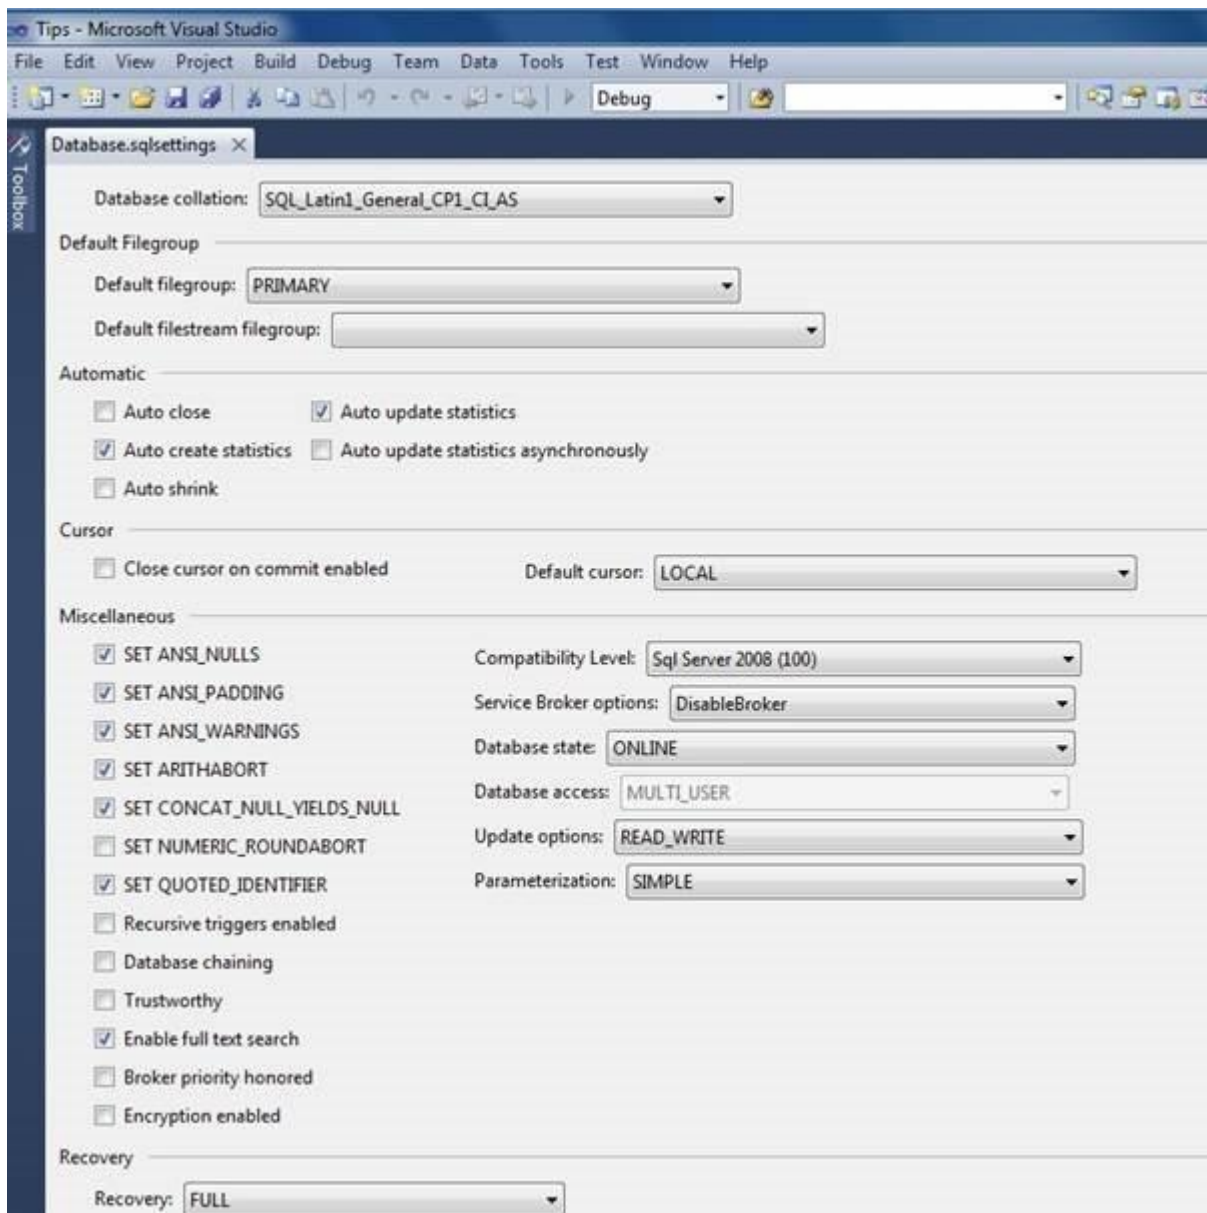 Tips - Microsoft Visual Studio
File Edit View Project Build Debug Team Data Tools Test Window Help
Debug
Toolbox
Database.sqlsettings
Database collation: SQL_Latin1_General_CP1_CI_AS
Default Filegroup
Default filegroup: PRIMARY
Default filestream filegroup:
Automatic
Auto close Auto update statistics
Auto create statistics Auto update statistics asynchronously
Auto shrink
Cursor
Close cursor on commit enabled Default cursor: LOCAL
Miscellaneous
SET ANSI_NULLS Compatibility Level: Sql Server 2008 (100)
SET ANSI_PADDING Service Broker options: DisableBroker
SET ANSI_WARNINGS Database state: ONLINE
SET ARITHABORT Database access: MULTI_USER
SET CONCAT_NULL_YIELDS_NULL
SET NUMERIC_ROUNDABORT Update options: READ_WRITE
SET QUOTED_IDENTIFIER Parameterization: SIMPLE
Recursive triggers enabled
Database chaining
Trustworthy
Enable full text search
Broker priority honored
Encryption enabled
Recovery
Recovery: FULL